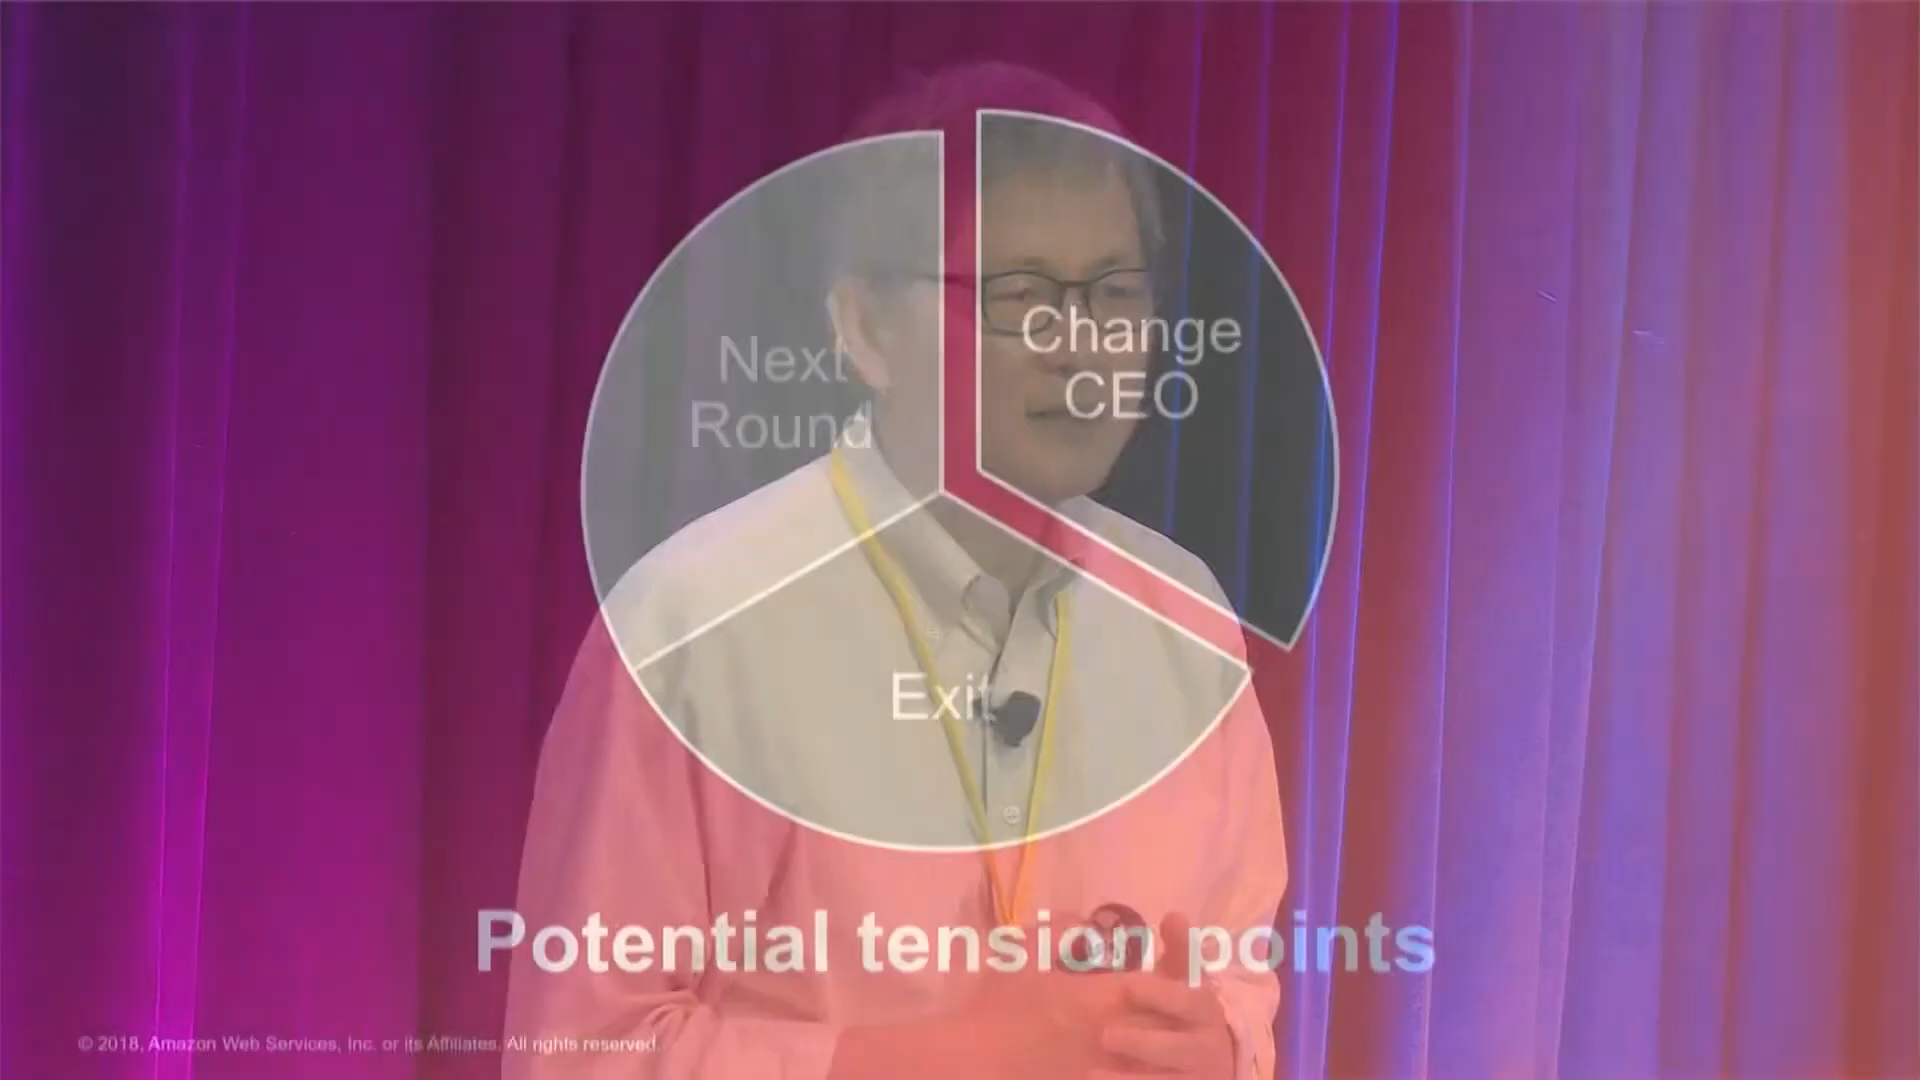 Next
Round
Change
CEO
Exit
Potential tension points
© 2018, Amazon Web Services, Inc. or its Affiliates. All rights reserved.